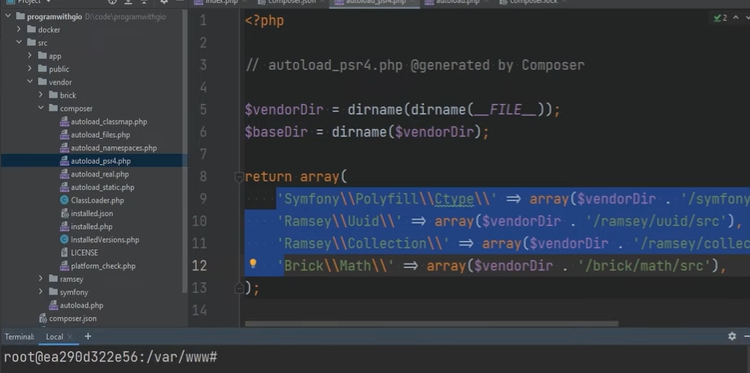 Project
index.php
composer.json
autoload_psr4.php
autoload.php
composer.lock
programwithgio D:\code\programwithgio
docker
src
app
public
vendor
brick
composer
autoload_classmap.php
autoload_files.php
autoload_namespaces.php
autoload_psr4.php
autoload_real.php
autoload_static.php
ClassLoader.php
installed.json
installed.php
InstalledVersions.php
LICENSE
platform_check.php
ramsey
symfony
autoload.php
composer.json
2
1 <?php
2
3 // autoload_psr4.php @generated by Composer
4
5 $vendorDir = dirname(dirname(__FILE__));
6 $baseDir = dirname($vendorDir);
7
8 return array(
9 'Symfony\\Polyfill\\Ctype\\' => array($vendorDir . '/symfony
10 'Ramsey\\Uuid\\' => array($vendorDir . '/ramsey/uuid/src'),
11 'Ramsey\\Collection\\' => array($vendorDir . '/ramsey/collec
12 'Brick\\Math\\' => array($vendorDir . '/brick/math/src'),
13 );
14
Terminal: Local × +
root@ea290d322e56:/var/www#